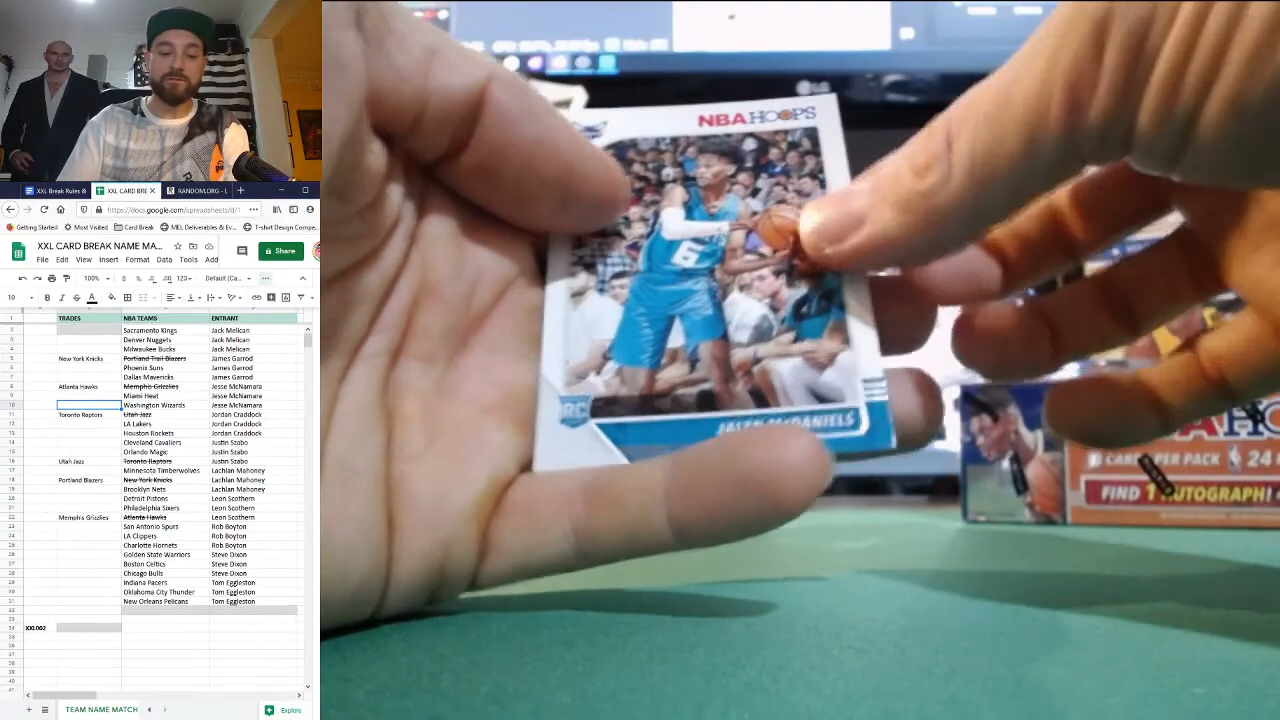 XXL Break Rules &
XXL CARD BRE
RANDOM.ORG - L
https://docs.google.com/spreadsheets/d/1
Getting Started
Most Visited
Card Break
MEL Deliverables & Ev...
T-shirt Design Compe...
XXL CARD BREAK NAME MA...
Share
File Edit View Insert Format Data Tools Add
100%
$ % .0 .00 123
Default (Ca...
10 B I S A
TRADES NBA TEAMS ENTRANT
Sacramento Kings Jack Melican
Denver Nuggets Jack Melican
Milwaukee Bucks Jack Melican
New York Knicks Portland Trail Blazers James Garrod
Phoenix Suns James Garrod
Dallas Mavericks James Garrod
Atlanta Hawks Memphis Grizzlies Jesse McNamara
Miami Heat Jesse McNamara
Washington Wizards Jesse McNamara
Toronto Raptors Utah Jazz Jordan Craddock
LA Lakers Jordan Craddock
Houston Rockets Jordan Craddock
Cleveland Cavaliers Justin Szabo
Orlando Magic Justin Szabo
Utah Jazz Toronto Raptors Justin Szabo
Minnesota Timberwolves Lachlan Mahoney
Portland Blazers New York Knicks Lachlan Mahoney
Brooklyn Nets Lachlan Mahoney
Detroit Pistons Leon Scothern
Philadelphia Sixers Leon Scothern
Memphis Grizzlies Atlanta Hawks Leon Scothern
San Antonio Spurs Rob Boyton
LA Clippers Rob Boyton
Charlotte Hornets Rob Boyton
Golden State Warriors Steve Dixon
Boston Celtics Steve Dixon
Chicago Bulls Steve Dixon
Indiana Pacers Tom Eggleston
Oklahoma City Thunder Tom Eggleston
New Orleans Pelicans Tom Eggleston
XXL002
TEAM NAME MATCH
Explore
LG
NBA HOOPS
6
RC
JALEN McDANIELS
CARDS PER PACK
24
FIND 1 AUTOGRAPH!